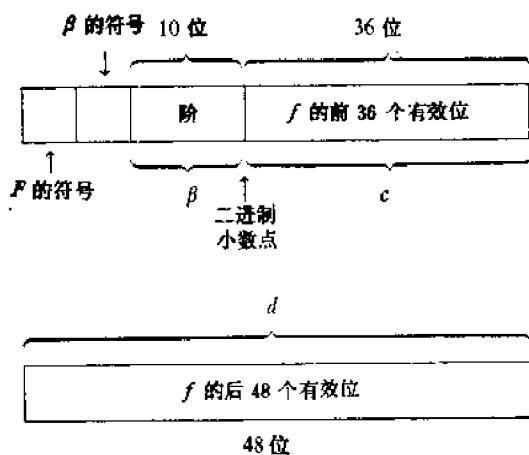 β 的符号 10 位 36 位
阶 f 的前 36 个有效位
F 的符号 β 二进制 c
小数点
d
f 的后 48 个有效位
48 位